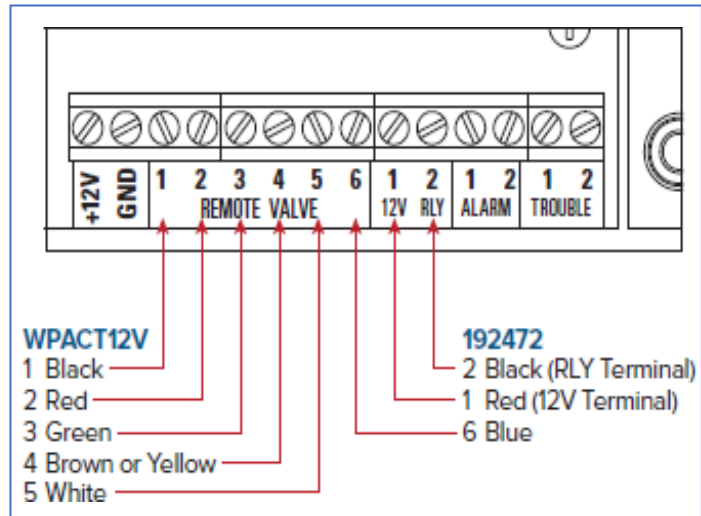 +12V GND 1 2 3 4 5 6 1 2 1 2 1 2
REMOTE VALVE 12V RLY ALARM TROUBLE
WPACT12V
1 Black
2 Red
3 Green
4 Brown or Yellow
5 White
192472
2 Black (RLY Terminal)
1 Red (12V Terminal)
6 Blue